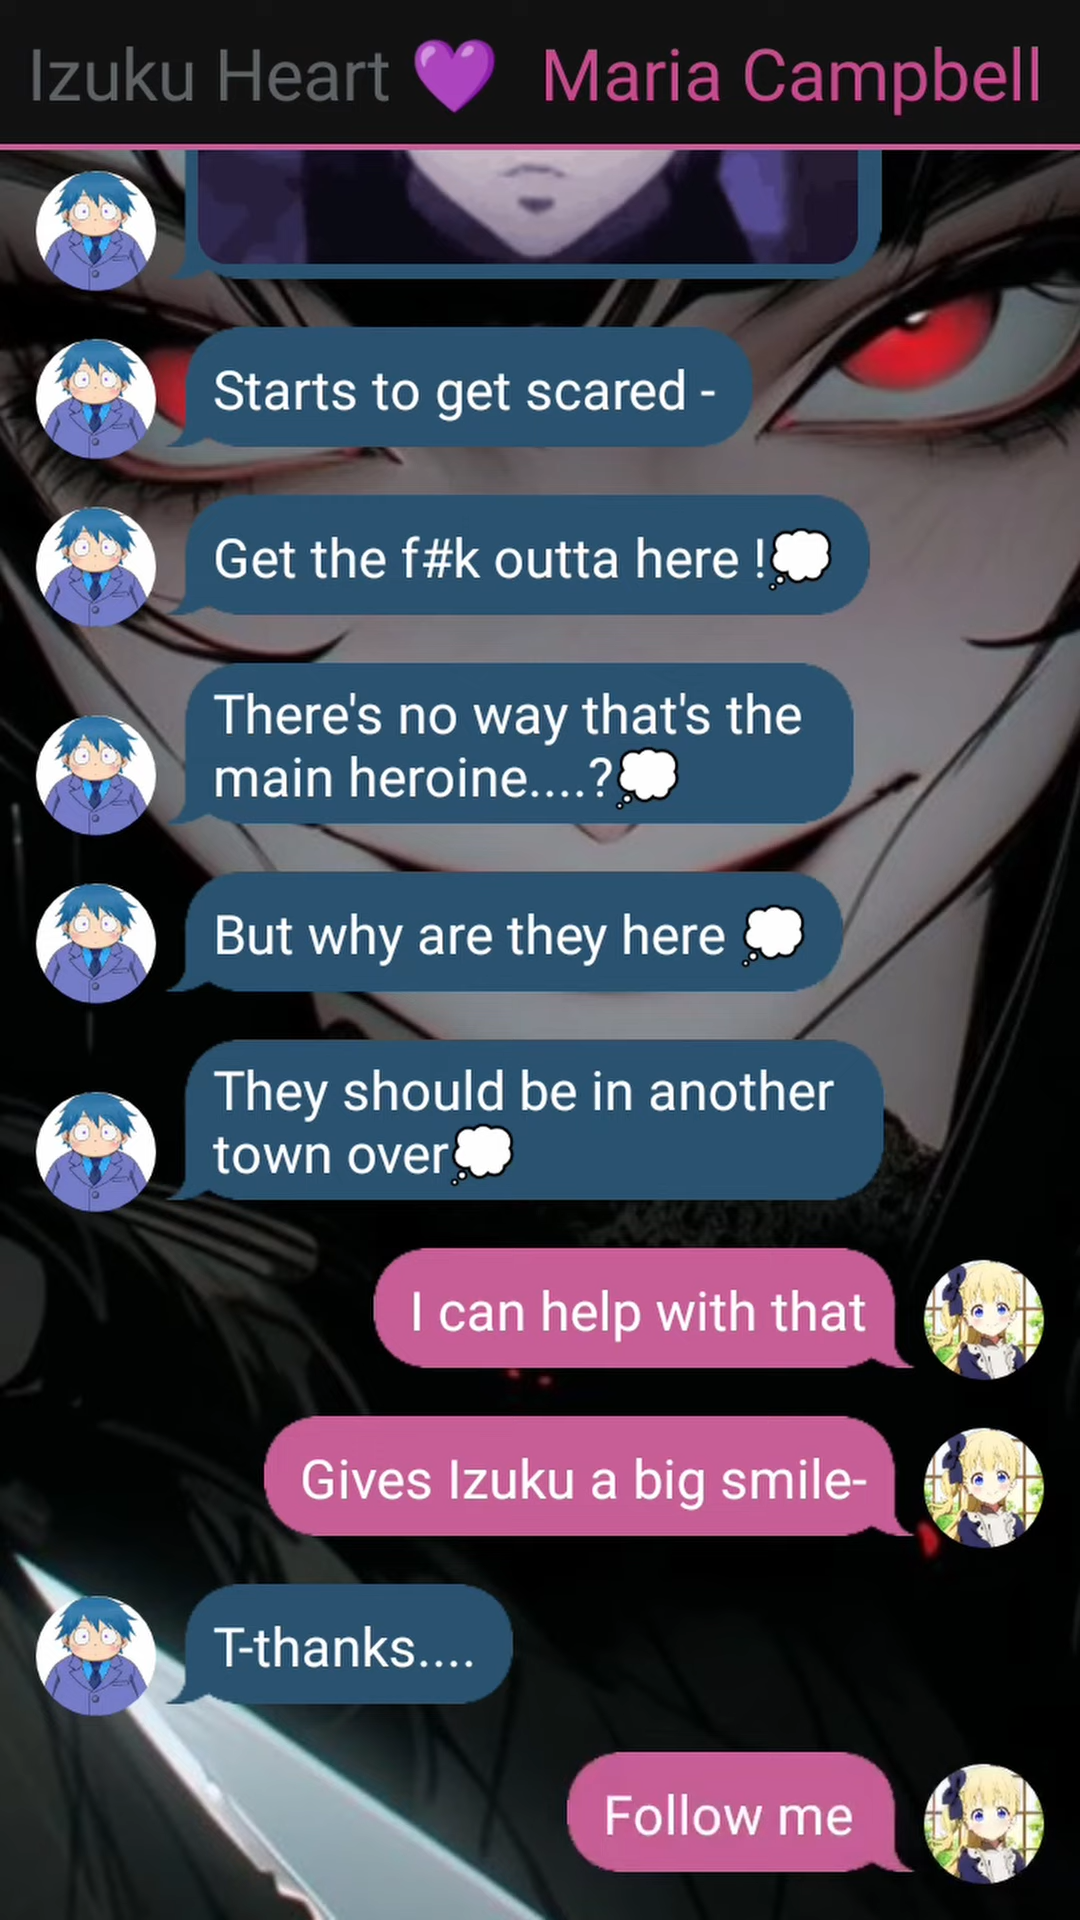 Izuku Heart 💜 Maria Campbell
Starts to get scared -
Get the f#k outta here !💭
There's no way that's the
main heroine....?💭
But why are they here 💭
They should be in another
town over💭
I can help with that
Gives Izuku a big smile-
T-thanks....
Follow me